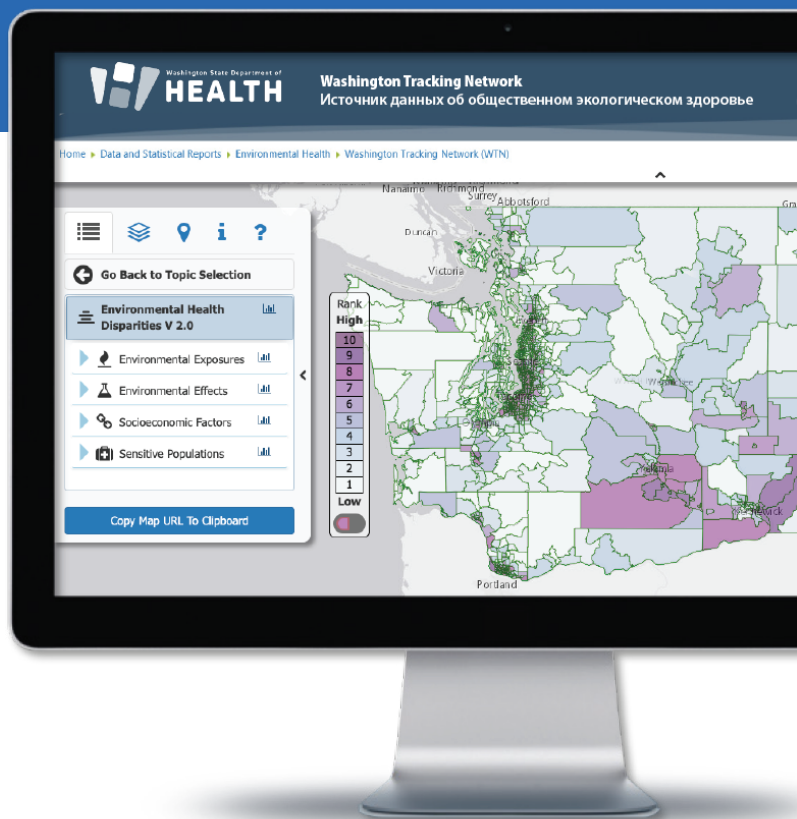 Washington State Department of
HEALTH
Washington Tracking Network
Источник данных об общественном экологическом здоровье
Home ▸ Data and Statistical Reports ▸ Environmental Health ▸ Washington Tracking Network (WTN)
Nanaimo Richmond
Surrey
Abbotsford
Duncan
Victoria
Go Back to Topic Selection
Environmental Health
Disparities V 2.0
Environmental Exposures
Environmental Effects
Socioeconomic Factors
Sensitive Populations
Copy Map URL To Clipboard
Rank
High
10
9
8
7
6
5
4
3
2
1
Low
Yakima
Portland